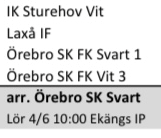 IK Sturehov Vit
Laxå IF
Örebro SK FK Svart 1
Örebro SK FK Vit 3
arr. Örebro SK Svart
Lör 4/6 10:00 Ekängs IP